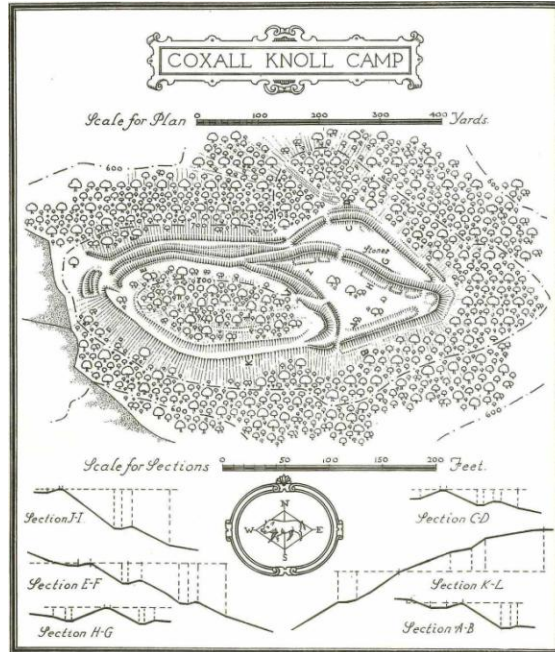 COXALL KNOLL CAMP
Scale for Plan 0 100 200 300 400 Yards.
600
Stones
600
600
Scale for Sections 0 50 100 150 200 Feet.
N
W E
S
Section J-I.
Section C-D
Section E-F
Section K-L
Section H-G
Section A-B